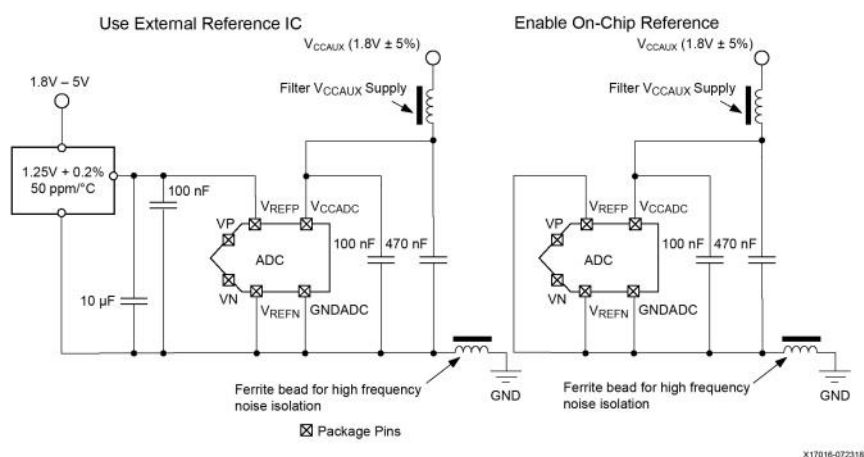 Use External Reference IC
Enable On-Chip Reference
VCCAUX (1.8V ± 5%)
1.8V – 5V
Filter VCCAUX Supply
1.25V + 0.2%
50 ppm/°C
100 nF
VREFP
VCCADC
VP
100 nF
470 nF
ADC
VN
10 µF
VREFN
GNDADC
Ferrite bead for high frequency
noise isolation
GND
Package Pins
VCCAUX (1.8V ± 5%)
Filter VCCAUX Supply
VREFP
VCCADC
VP
100 nF
470 nF
ADC
VN
VREFN
GNDADC
Ferrite bead for high frequency
noise isolation
GND
X17016-072318